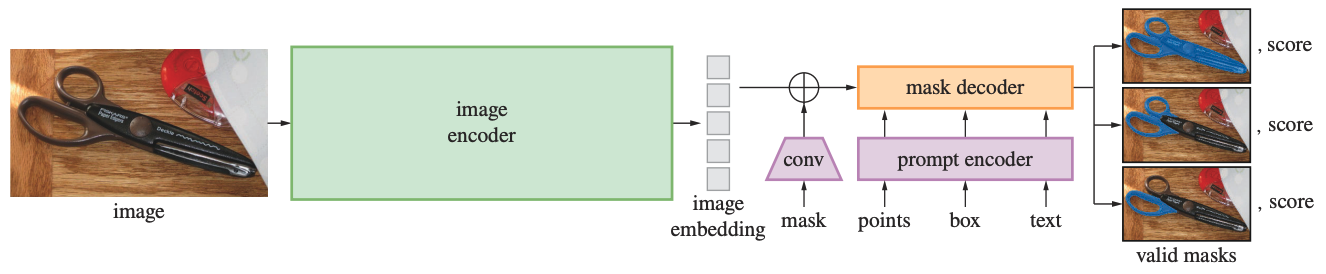 image
image
encoder
image
embedding
conv
mask
mask decoder
prompt encoder
points
box
text
, score
, score
, score
valid masks